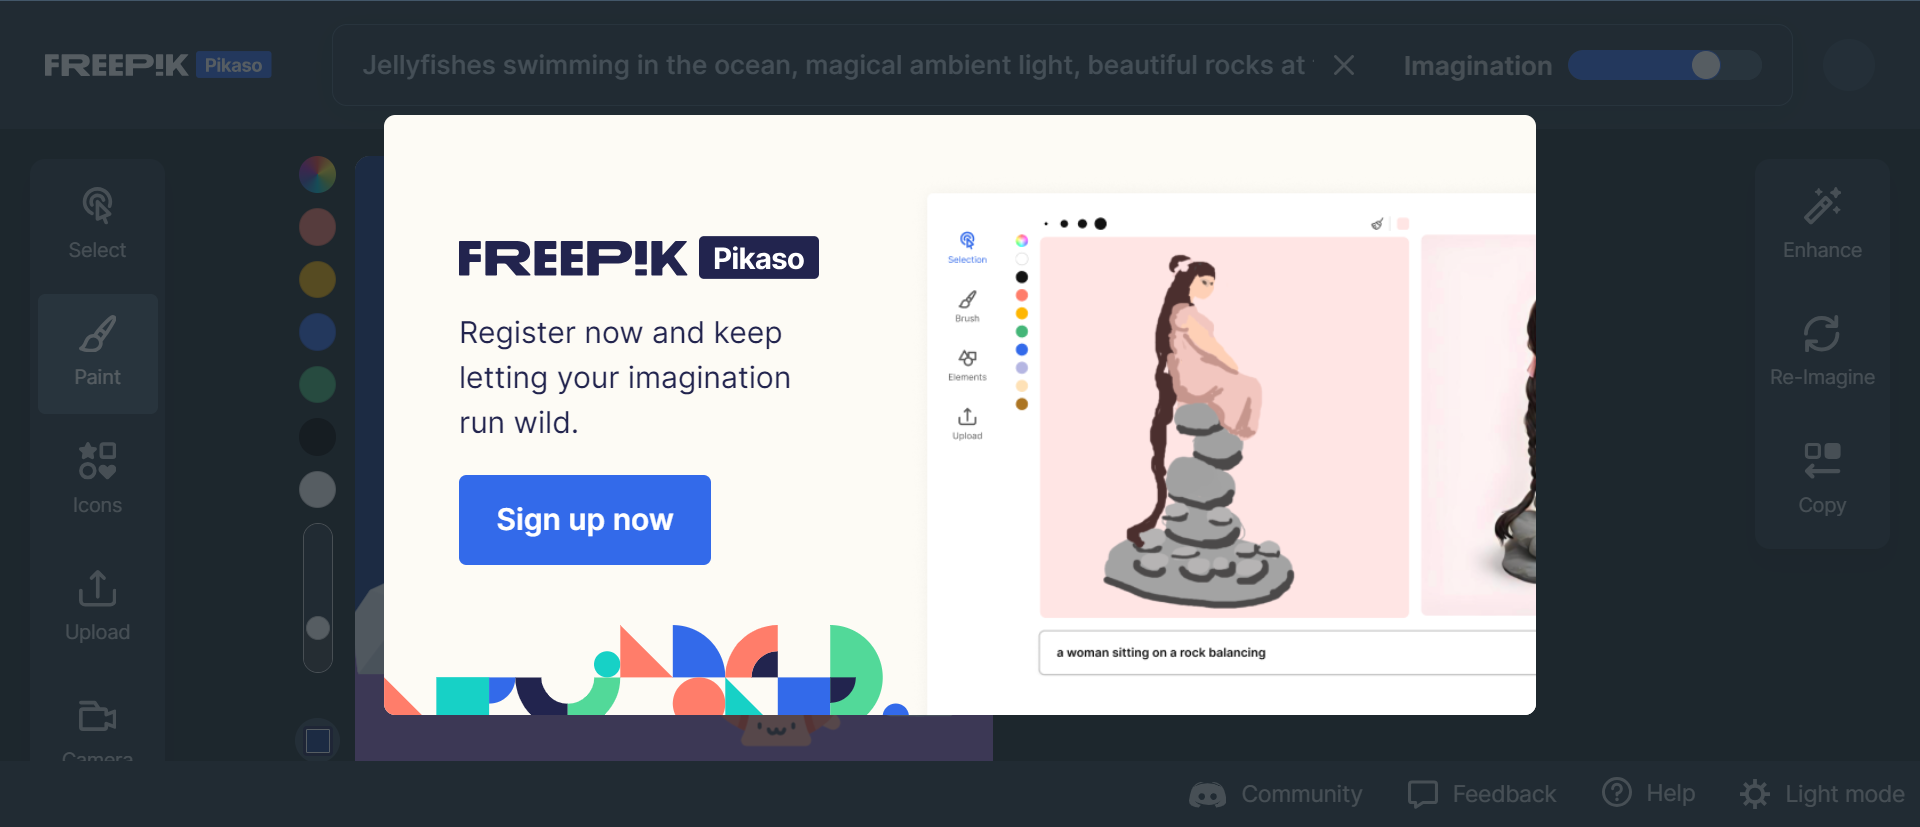 FREEP!K Pikaso
Jellyfishes swimming in the ocean, magical ambient light, beautiful rocks at
Imagination
Select
Paint
Icons
Upload
Camera
FREEP!K Pikaso
Register now and keep
letting your imagination
run wild.
Sign up now
Selection
Brush
Elements
Upload
a woman sitting on a rock balancing
Enhance
Re-Imagine
Copy
Community
Feedback
Help
Light mode